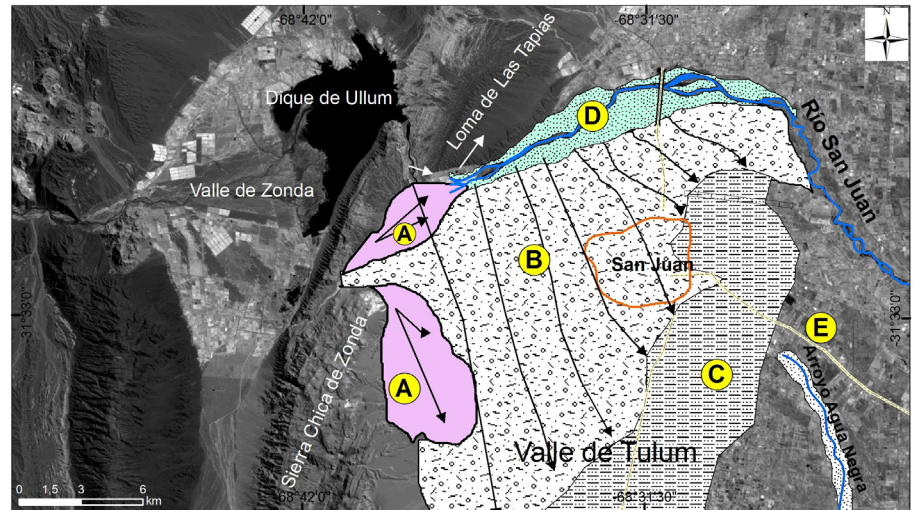 -68°42'0"
-68°31'30"
N
Dique de Ullum
Loma de Las Tapias
D
Río San Juan
Valle de Zonda
A
B
San Juan
-31°33'0"
-31°33'0"
E
Sierra Chica de Zonda
A
C
Arroyo Agua Negra
Valle de Tulum
0 1,5 3 6
km
-68°42'0"
-68°31'30"